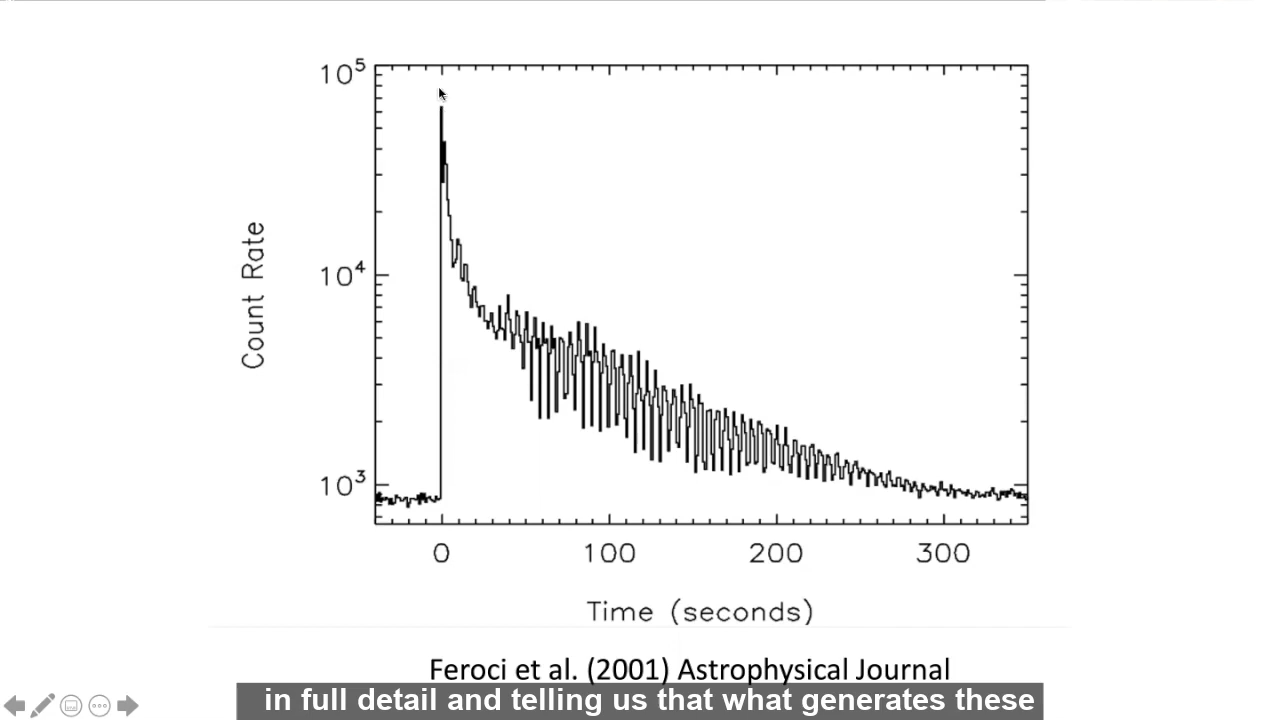 10^5
10^4
10^3
Count Rate
0 100 200 300
Time (seconds)
Feroci et al. (2001) Astrophysical Journal
in full detail and telling us that what generates these